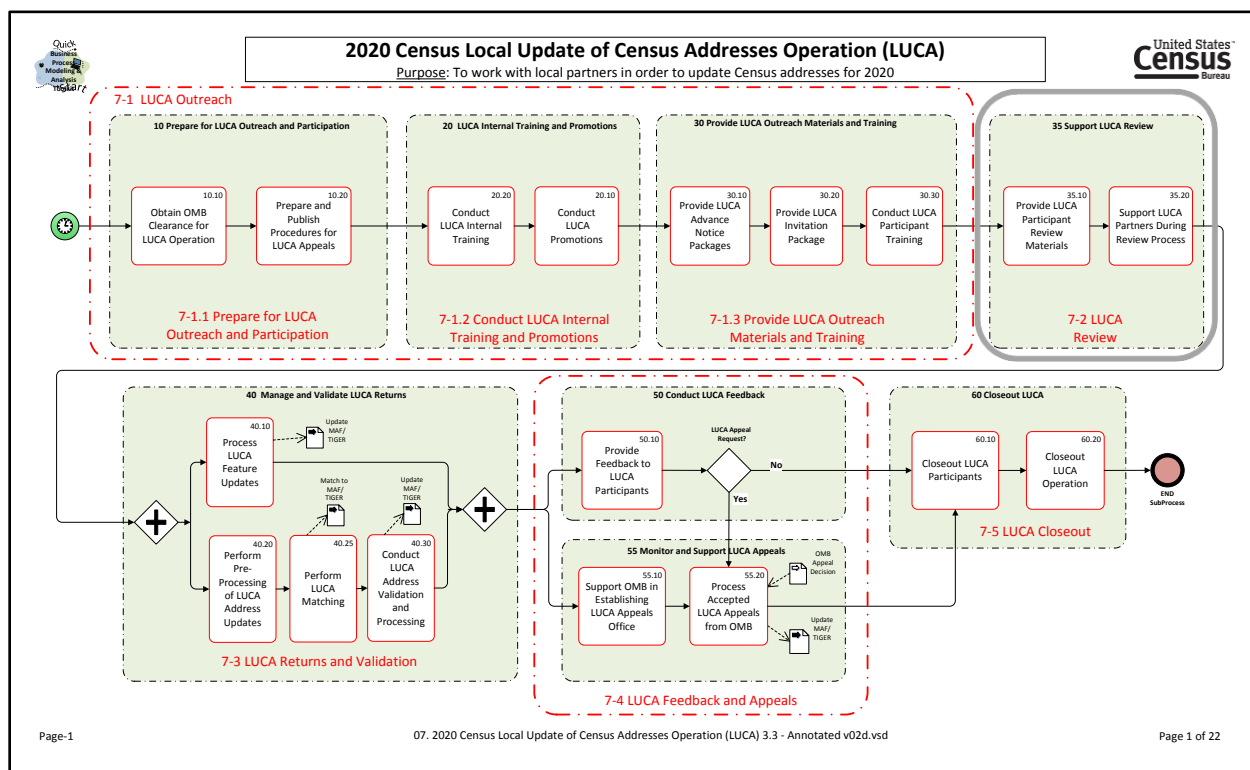 Quick
Business
Process
Modeling &
Analysis
Start
2020 Census Local Update of Census Addresses Operation (LUCA)
Purpose: To work with local partners in order to update Census addresses for 2020
United States™
Census
Bureau
7-1 LUCA Outreach
10 Prepare for LUCA Outreach and Participation
10.10
Obtain OMB
Clearance for
LUCA Operation
10.20
Prepare and
Publish
Procedures for
LUCA Appeals
7-1.1 Prepare for LUCA
Outreach and Participation
20 LUCA Internal Training and Promotions
20.20
Conduct
LUCA Internal
Training
20.10
Conduct
LUCA
Promotions
7-1.2 Conduct LUCA Internal
Training and Promotions
30 Provide LUCA Outreach Materials and Training
30.10
Provide LUCA
Advance
Notice
Packages
30.20
Provide LUCA
Invitation
Package
30.30
Conduct LUCA
Participant
Training
7-1.3 Provide LUCA Outreach
Materials and Training
35 Support LUCA Review
35.10
Provide LUCA
Participant
Review
Materials
35.20
Support LUCA
Partners During
Review Process
7-2 LUCA
Review
40 Manage and Validate LUCA Returns
40.10
Process
LUCA
Feature
Updates
Update
MAF/
TIGER
40.20
Perform
Pre-
Processing
of LUCA
Address
Updates
Match to
MAF/
TIGER
40.25
Perform
LUCA
Matching
Update
MAF/
TIGER
40.30
Conduct
LUCA
Address
Validation
and
Processing
7-3 LUCA Returns and Validation
50 Conduct LUCA Feedback
50.10
Provide
Feedback to
LUCA
Participants
LUCA Appeal
Request?
No
Yes
55 Monitor and Support LUCA Appeals
55.10
Support OMB in
Establishing
LUCA Appeals
Office
55.20
Process
Accepted
LUCA Appeals
from OMB
OMB
Appeal
Decision
Update
MAF/
TIGER
7-4 LUCA Feedback and Appeals
60 Closeout LUCA
60.10
Closeout LUCA
Participants
60.20
Closeout
LUCA
Operation
7-5 LUCA Closeout
END
SubProcess
Page-1
07. 2020 Census Local Update of Census Addresses Operation (LUCA) 3.3 - Annotated v02d.vsd
Page 1 of 22